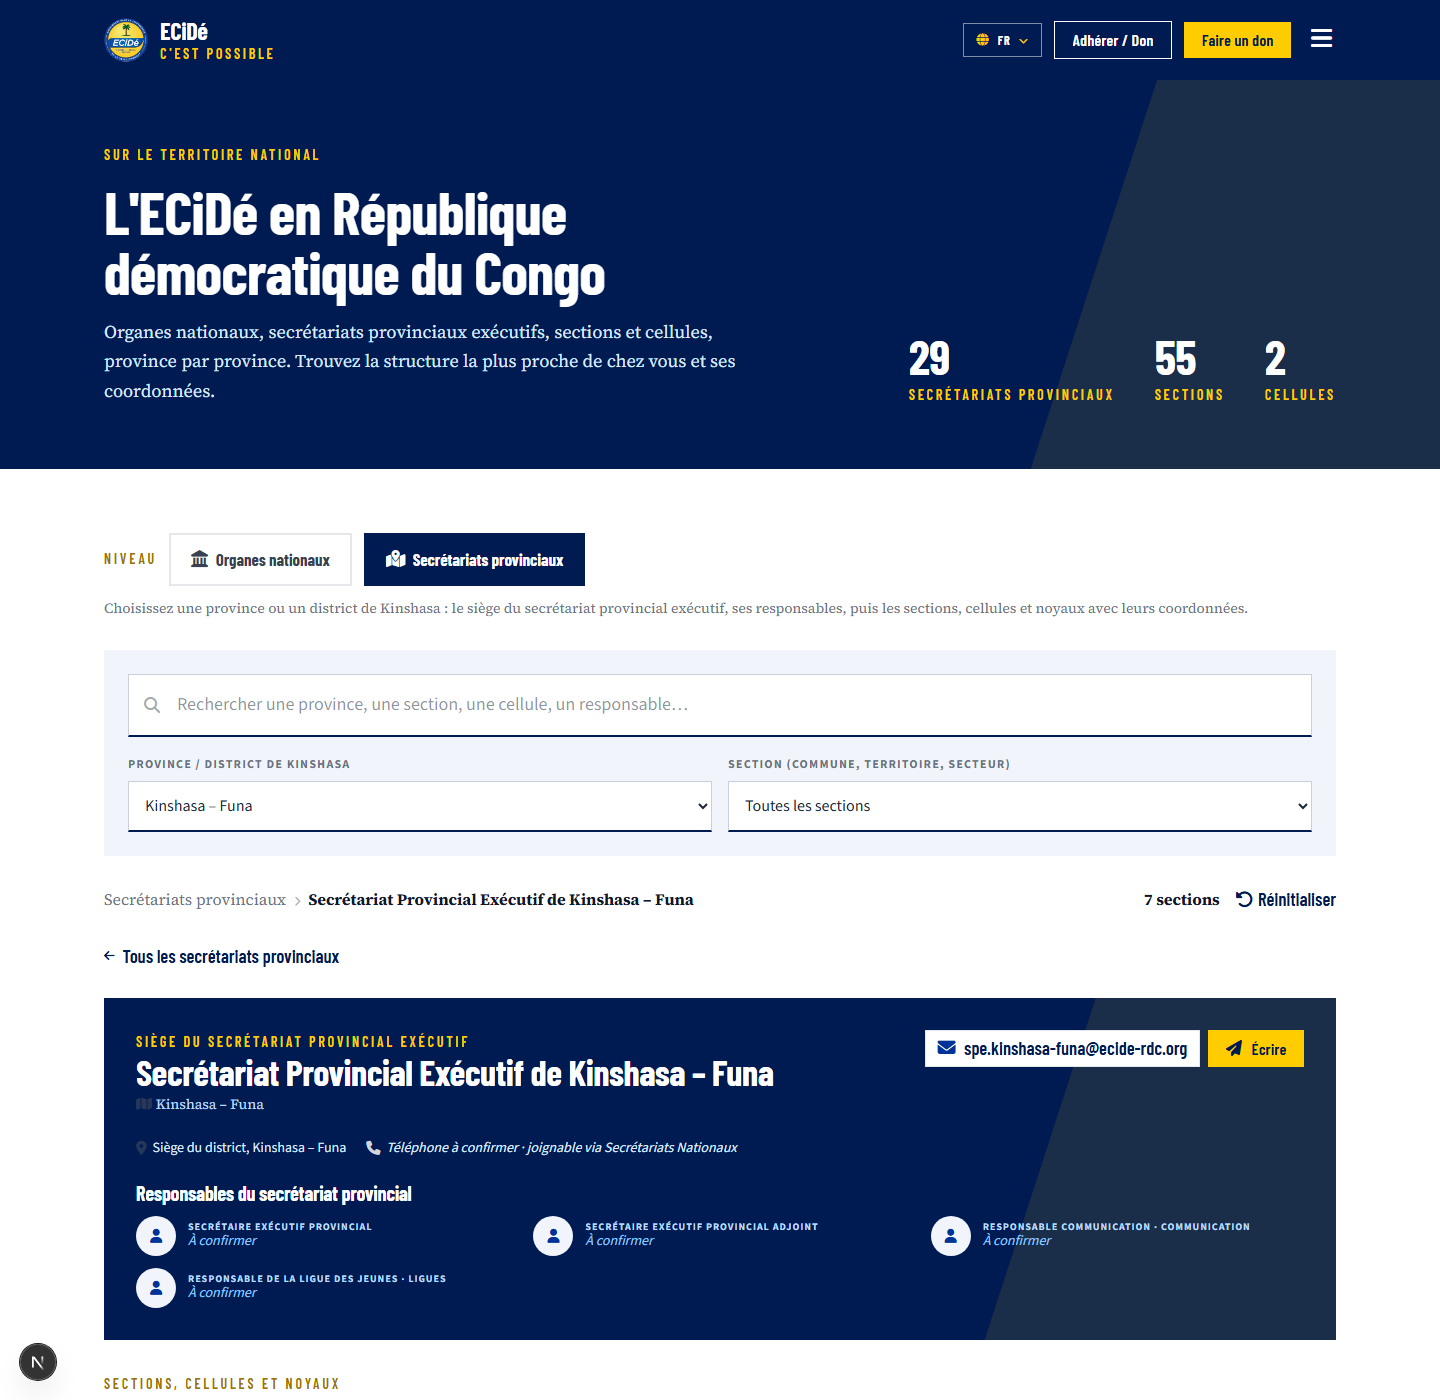 ECiDé
C'EST POSSIBLE
FR
Adhérer / Don
Faire un don
SUR LE TERRITOIRE NATIONAL
L'ECiDé en République
démocratique du Congo
Organes nationaux, secrétariats provinciaux exécutifs, sections et cellules,
province par province. Trouvez la structure la plus proche de chez vous et ses
coordonnées.
29
SECRÉTARIATS PROVINCIAUX
55
SECTIONS
2
CELLULES
NIVEAU
Organes nationaux
Secrétariats provinciaux
Choisissez une province ou un district de Kinshasa : le siège du secrétariat provincial exécutif, ses responsables, puis les sections, cellules et noyaux avec leurs coordonnées.
Rechercher une province, une section, une cellule, un responsable…
PROVINCE / DISTRICT DE KINSHASA
SECTION (COMMUNE, TERRITOIRE, SECTEUR)
Kinshasa – Funa
Toutes les sections
Secrétariats provinciaux › Secrétariat Provincial Exécutif de Kinshasa – Funa
7 sections
Réinitialiser
← Tous les secrétariats provinciaux
SIÈGE DU SECRÉTARIAT PROVINCIAL EXÉCUTIF
Secrétariat Provincial Exécutif de Kinshasa – Funa
Kinshasa – Funa
spe.kinshasa-funa@ecide-rdc.org
Écrire
Siège du district, Kinshasa – Funa
Téléphone à confirmer · joignable via Secrétariats Nationaux
Responsables du secrétariat provincial
SECRÉTAIRE EXÉCUTIF PROVINCIAL
À confirmer
SECRÉTAIRE EXÉCUTIF PROVINCIAL ADJOINT
À confirmer
RESPONSABLE COMMUNICATION · COMMUNICATION
À confirmer
RESPONSABLE DE LA LIGUE DES JEUNES · LIGUES
À confirmer
N
SECTIONS, CELLULES ET NOYAUX